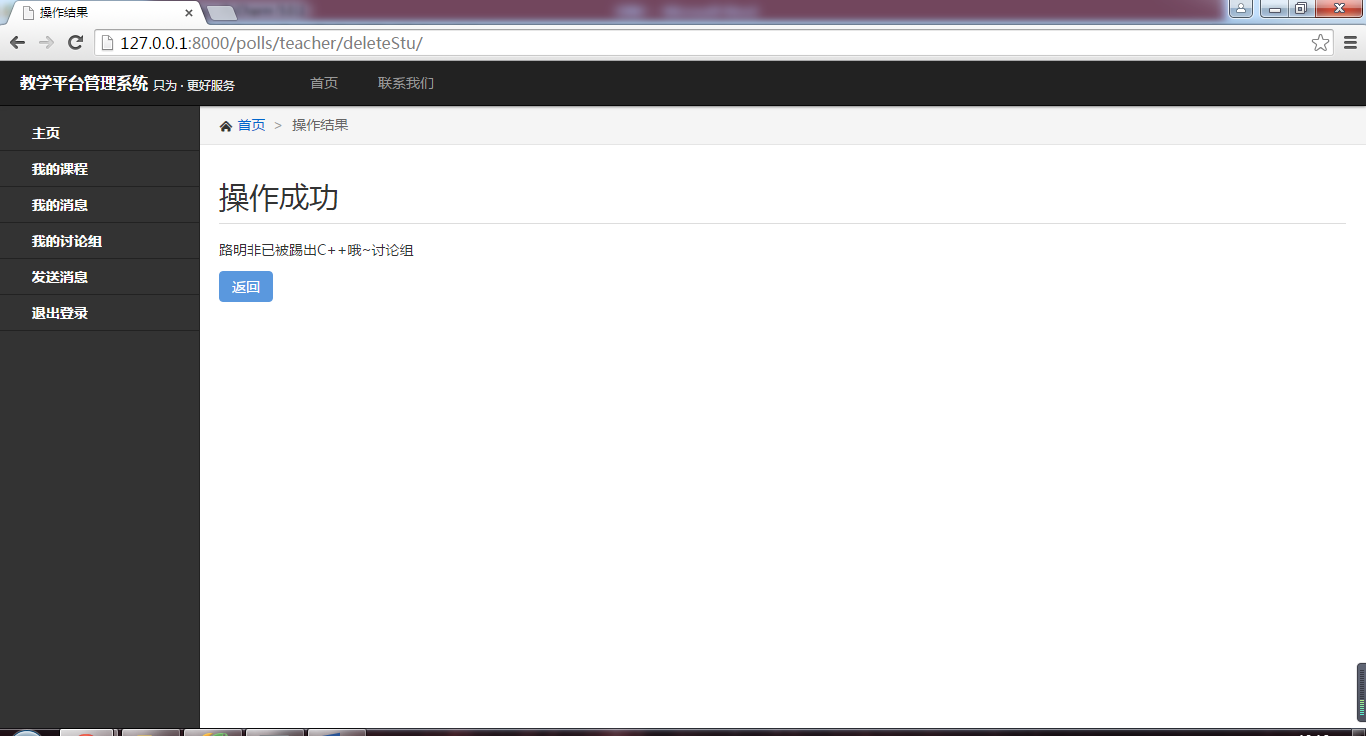 操作结果
127.0.0.1:8000/polls/teacher/deleteStu/
教学平台管理系统 只为 · 更好服务 首页 联系我们
主页
我的课程
我的消息
我的讨论组
发送消息
退出登录
首页 > 操作结果
操作成功
路明非已被踢出C++哦~讨论组
返回